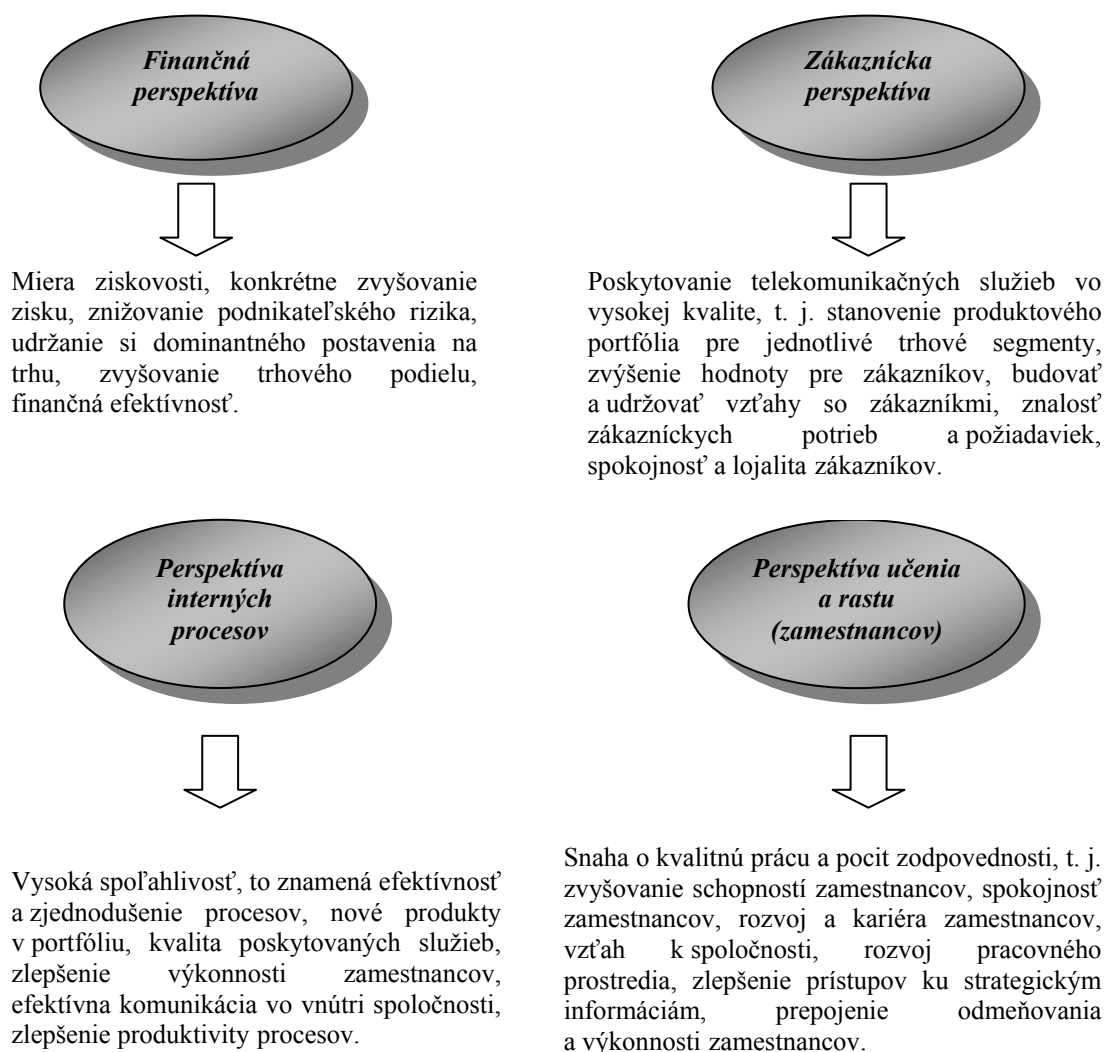 Finančná
perspektíva
Zákaznícka
perspektíva
Miera ziskovosti, konkrétne zvyšovanie
zisku, znižovanie podnikateľského rizika,
udržanie si dominantného postavenia na
trhu, zvyšovanie trhového podielu,
finančná efektívnosť.
Poskytovanie telekomunikačných služieb vo
vysokej kvalite, t. j. stanovenie produktového
portfólia pre jednotlivé trhové segmenty,
zvýšenie hodnoty pre zákazníkov, budovať
a udržovať vzťahy so zákazníkmi, znalosť
zákazníckych potrieb a požiadaviek,
spokojnosť a lojalita zákazníkov.
Perspektíva
interných
procesov
Perspektíva učenia
a rastu
(zamestnancov)
Vysoká spoľahlivosť, to znamená efektívnosť
a zjednodušenie procesov, nové produkty
v portfóliu, kvalita poskytovaných služieb,
zlepšenie výkonnosti zamestnancov,
efektívna komunikácia vo vnútri spoločnosti,
zlepšenie produktivity procesov.
Snaha o kvalitnú prácu a pocit zodpovednosti, t. j.
zvyšovanie schopností zamestnancov, spokojnosť
zamestnancov, rozvoj a kariéra zamestnancov,
vzťah k spoločnosti, rozvoj pracovného
prostredia, zlepšenie prístupov ku strategickým
informáciám, prepojenie odmeňovania
a výkonnosti zamestnancov.